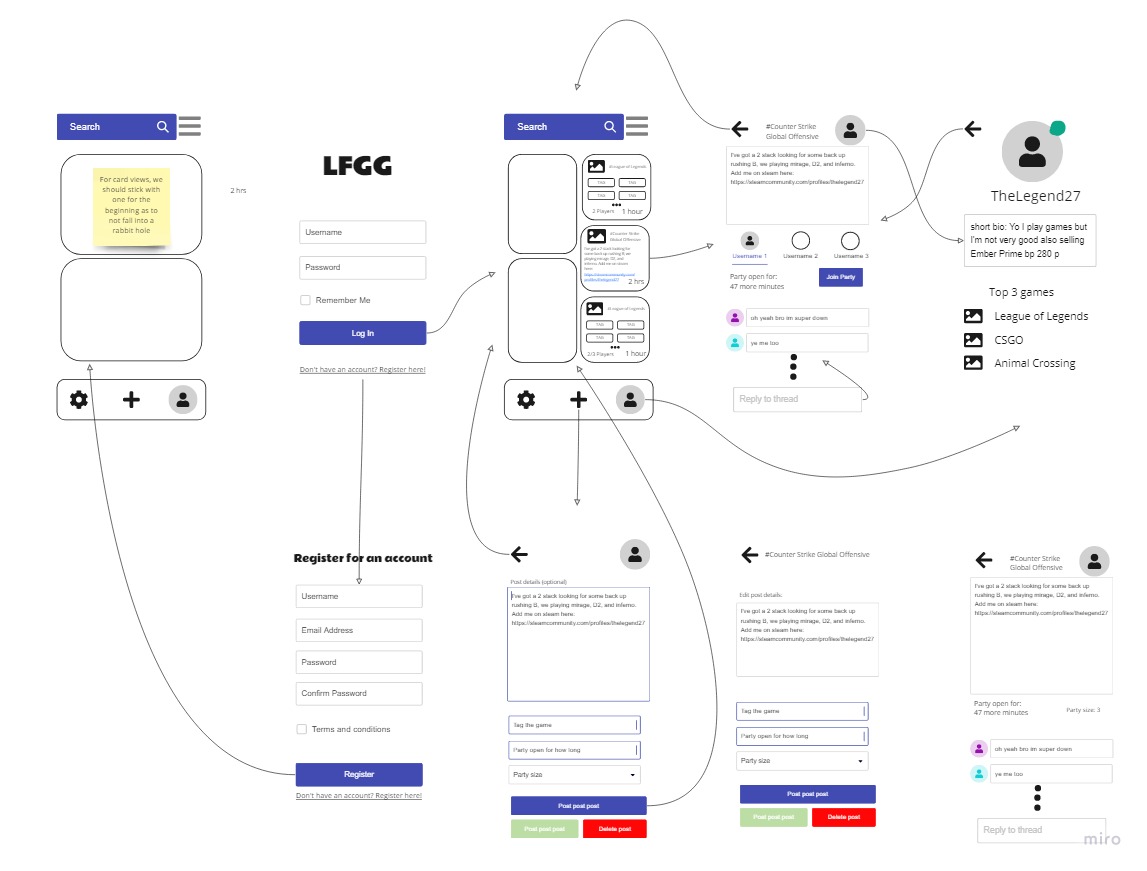 Search
For card views, we
should stick with
one for the
beginning as to
not fall into a
rabbit hole
2 hrs
LFGG
Username
Password
Remember Me
Log In
Don't have an account? Register here!
Search
#League of Legends
TAG
TAG
TAG
TAG
2 Players
1 hour
#Counter Strike
Global Offensive
I've got a 2 stack looking for
some back up rushing B, we
playing mirage, D2, and
inferno. Add me on steam
here:
https://steamcommunity.com/
profiles/thelegend27
2 hrs
#League of Legends
TAG
TAG
TAG
TAG
2/3 Players
1 hour
#Counter Strike
Global Offensive
I've got a 2 stack looking for some back up
rushing B, we playing mirage, D2, and inferno.
Add me on steam here:
https://steamcommunity.com/profiles/thelegend27
Username 1
Username 2
Username 3
Party open for:
47 more minutes
Join Party
oh yeah bro im super down
ye me too
Reply to thread
TheLegend27
short bio: Yo I play games but
I'm not very good also selling
Ember Prime bp 280 p
Top 3 games
League of Legends
CSGO
Animal Crossing
Register for an account
Username
Email Address
Password
Confirm Password
Terms and conditions
Register
Don't have an account? Register here!
Post details (optional)
I've got a 2 stack looking for some back up
rushing B, we playing mirage, D2, and inferno.
Add me on steam here:
https://steamcommunity.com/profiles/thelegend27
Tag the game
Party open for how long
Party size
Post post post
Post post post
Delete post
#Counter Strike Global Offensive
Edit post details:
I've got a 2 stack looking for some back up
rushing B, we playing mirage, D2, and inferno.
Add me on steam here:
https://steamcommunity.com/profiles/thelegend27
Tag the game
Party open for how long
Party size
Post post post
Post post post
Delete post
#Counter Strike
Global Offensive
I've got a 2 stack looking for some back up
rushing B, we playing mirage, D2, and inferno.
Add me on steam here:
https://steamcommunity.com/profiles/thelegend27
Party open for:
47 more minutes
Party size: 3
oh yeah bro im super down
ye me too
Reply to thread
miro